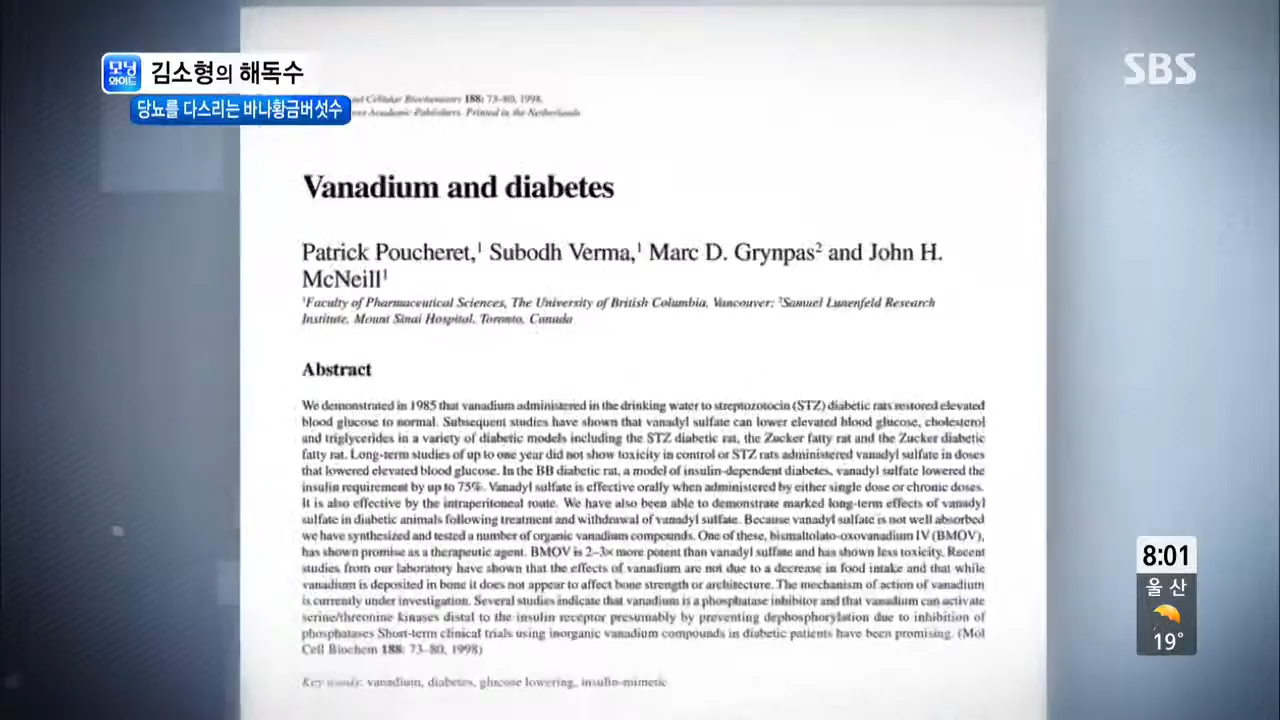 모닝
와이드
김소형의 해독수
당뇨를 다스리는 바나황금버섯수
SBS
Cellular Biochemistry 188: 73–80, 1998.
Academic Publishers. Printed in the Netherlands
Vanadium and diabetes
Patrick Poucheret,¹ Subodh Verma,¹ Marc D. Grynpas² and John H.
McNeill¹
¹Faculty of Pharmaceutical Sciences, The University of British Columbia, Vancouver; ²Samuel Lunenfeld Research
Institute, Mount Sinai Hospital, Toronto, Canada
Abstract
We demonstrated in 1985 that vanadium administered in the drinking water to streptozotocin (STZ) diabetic rats restored elevated
blood glucose to normal. Subsequent studies have shown that vanadyl sulfate can lower elevated blood glucose, cholesterol
and triglycerides in a variety of diabetic models including the STZ diabetic rat, the Zucker fatty rat and the Zucker diabetic
fatty rat. Long-term studies of up to one year did not show toxicity in control or STZ rats administered vanadyl sulfate in doses
that lowered elevated blood glucose. In the BB diabetic rat, a model of insulin-dependent diabetes, vanadyl sulfate lowered the
insulin requirement by up to 75%. Vanadyl sulfate is effective orally when administered by either single dose or chronic doses.
It is also effective by the intraperitoneal route. We have also been able to demonstrate marked long-term effects of vanadyl
sulfate in diabetic animals following treatment and withdrawal of vanadyl sulfate. Because vanadyl sulfate is not well absorbed
we have synthesized and tested a number of organic vanadium compounds. One of these, bismaltolato-oxovanadium IV (BMOV),
has shown promise as a therapeutic agent. BMOV is 2–3× more potent than vanadyl sulfate and has shown less toxicity. Recent
studies from our laboratory have shown that the effects of vanadium are not due to a decrease in food intake and that while
vanadium is deposited in bone it does not appear to affect bone strength or architecture. The mechanism of action of vanadium
is currently under investigation. Several studies indicate that vanadium is a phosphatase inhibitor and that vanadium can activate
serine/threonine kinases distal to the insulin receptor presumably by preventing dephosphorylation due to inhibition of
phosphatases Short-term clinical trials using inorganic vanadium compounds in diabetic patients have been promising. (Mol
Cell Biochem 188: 73–80, 1998)
Key words: vanadium, diabetes, glucose lowering, insulin-mimetic
8:01
울산
19°